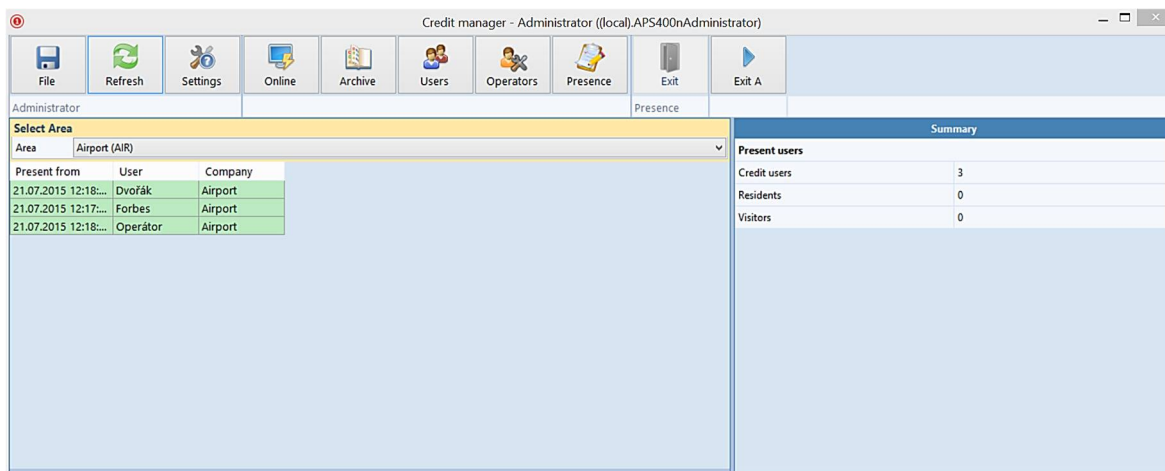 Credit manager - Administrator ((local).APS400nAdministrator)
File Refresh Settings Online Archive Users Operators Presence Exit Exit A
Administrator Presence
Select Area
Area Airport (AIR)
Present from User Company
21.07.2015 12:18:... Dvořák Airport
21.07.2015 12:17:... Forbes Airport
21.07.2015 12:18:... Operátor Airport
Summary
Present users
Credit users 3
Residents 0
Visitors 0